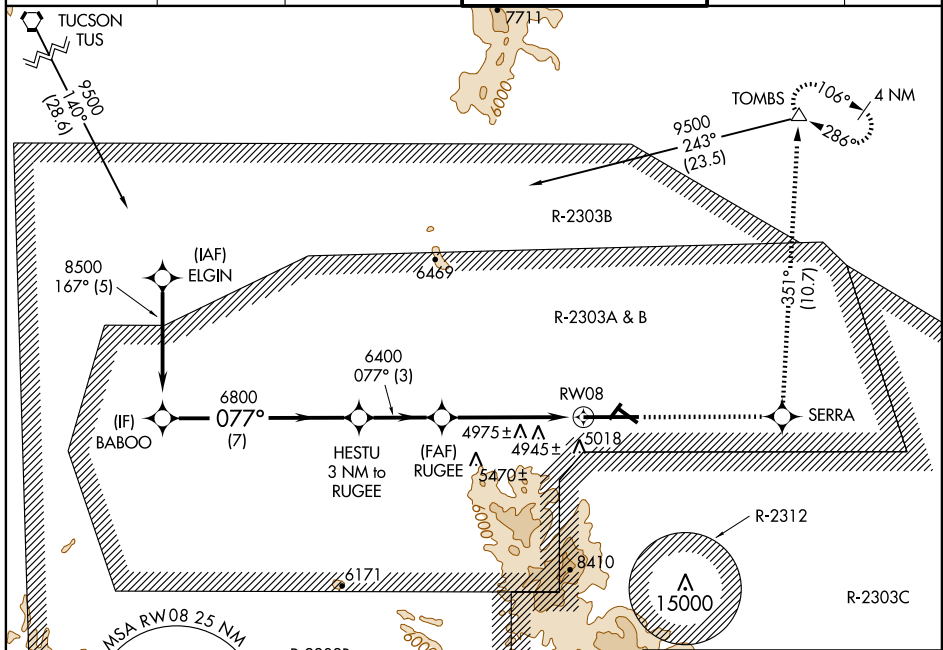 TUCSON
TUS
9500
140°
(28.6)
7711
6000
TOMBS
106°
286°
4 NM
9500
243°
(23.5)
R-2303B
(IAF)
ELGIN
8500
167° (5)
6469
R-2303A & B
351°
(10.7)
6400
077° (3)
6800
077°
(7)
(IF)
BABOO
HESTU
3 NM to
RUGEE
(FAF)
RUGEE
RW08
SERRA
4975±
4945±
5018
5470±
6000
8410
6171
R-2312
15000
R-2303C
6000
MSA RW08 25 NM